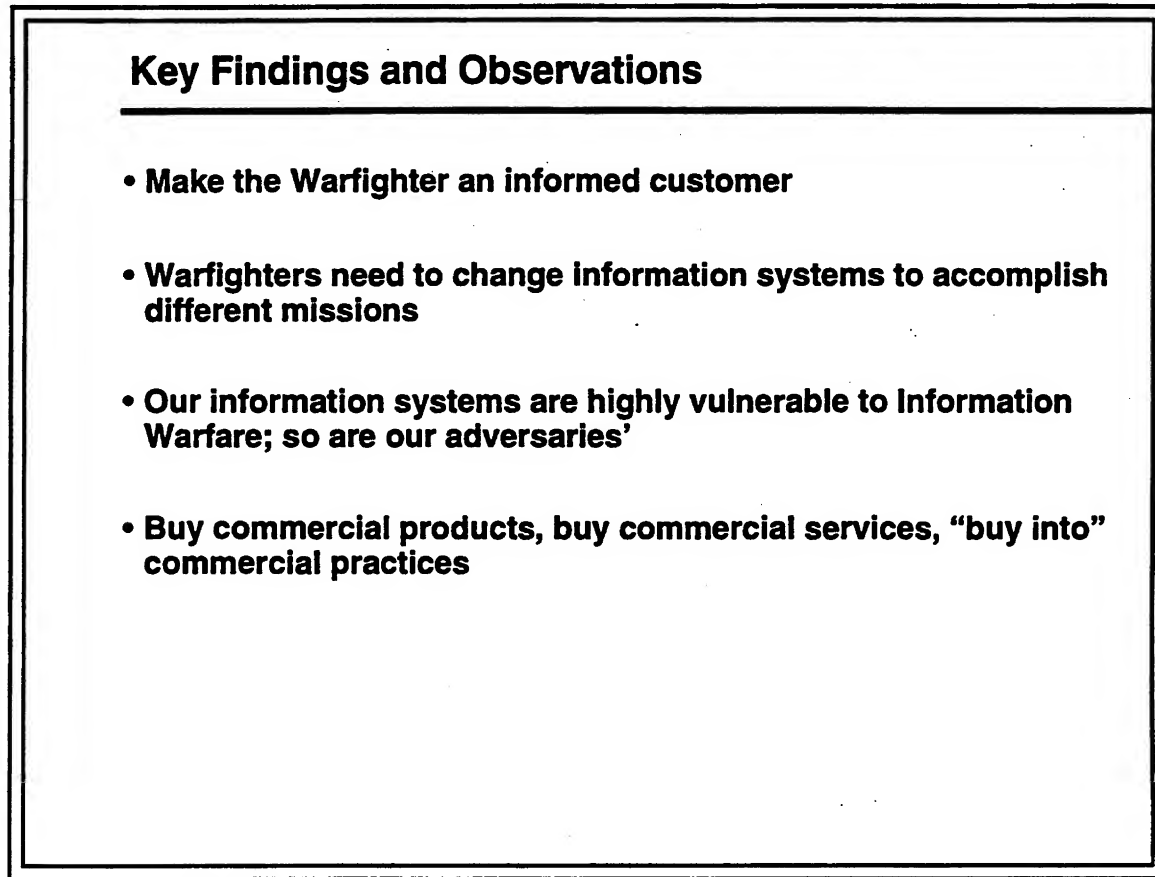 Key Findings and Observations
• Make the Warfighter an informed customer
• Warfighters need to change information systems to accomplish
different missions
• Our information systems are highly vulnerable to Information
Warfare; so are our adversaries'
• Buy commercial products, buy commercial services, “buy into”
commercial practices